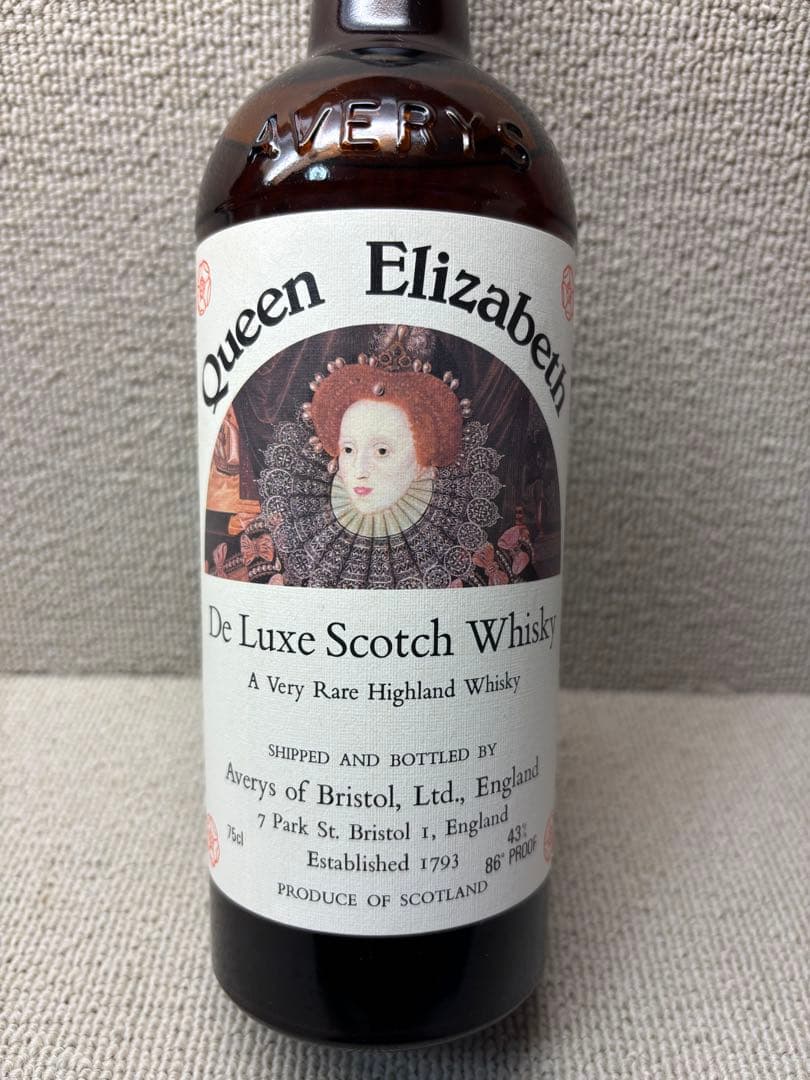 AVERYS
Queen Elizabeth
De Luxe Scotch Whisky
A Very Rare Highland Whisky
SHIPPED AND BOTTLED BY
Averys of Bristol, Ltd., England
7 Park St. Bristol 1, England
75cl
43%
Established 1793
86° PROOF
PRODUCE OF SCOTLAND